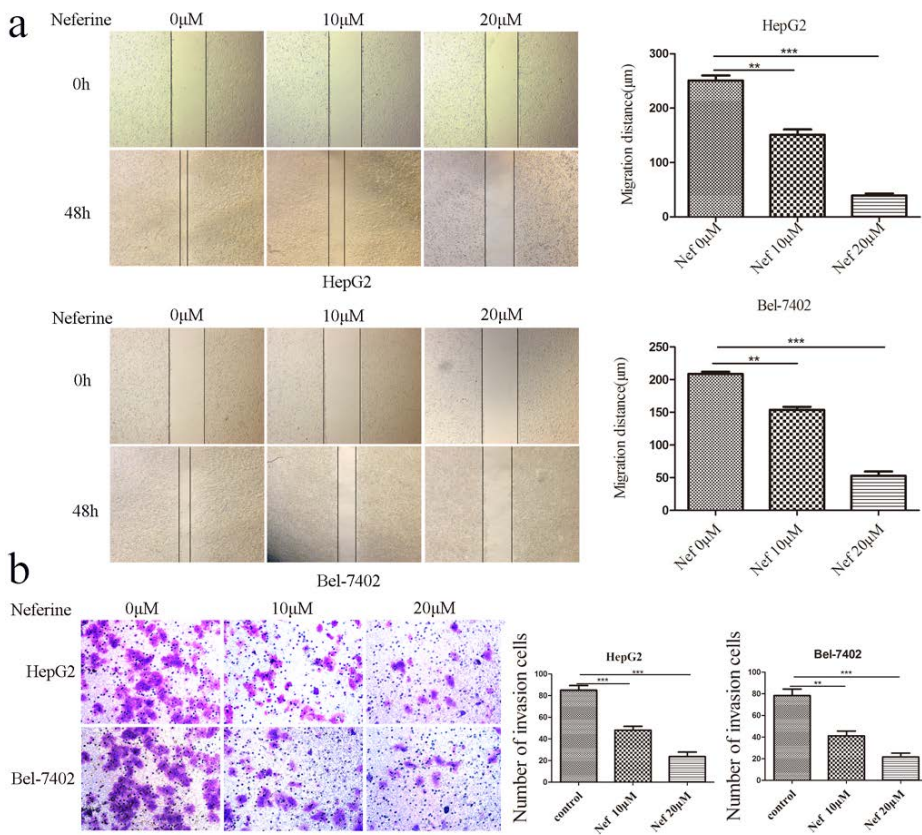 a
Neferine 0μM 10μM 20μM
0h
48h
HepG2
HepG2
Migration distance(μm)
300
200
100
0
***
**
Nef 0μM Nef 10μM Nef 20μM
Neferine 0μM 10μM 20μM
0h
48h
Bel-7402
Bel-7402
Migration distance(μm)
250
200
150
100
50
0
***
**
Nef 0μM Nef 10μM Nef 20μM
b
Neferine 0μM 10μM 20μM
HepG2
Bel-7402
HepG2
Number of invasion cells
100
80
60
40
20
0
***
***
control Nef 10μM Nef 20μM
Bel-7402
Number of invasion cells
100
80
60
40
20
0
***
**
control Nef 10μM Nef 20μM